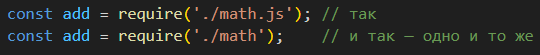 const add = require('./math.js'); // так
const add = require('./math');    // и так — одно и то же